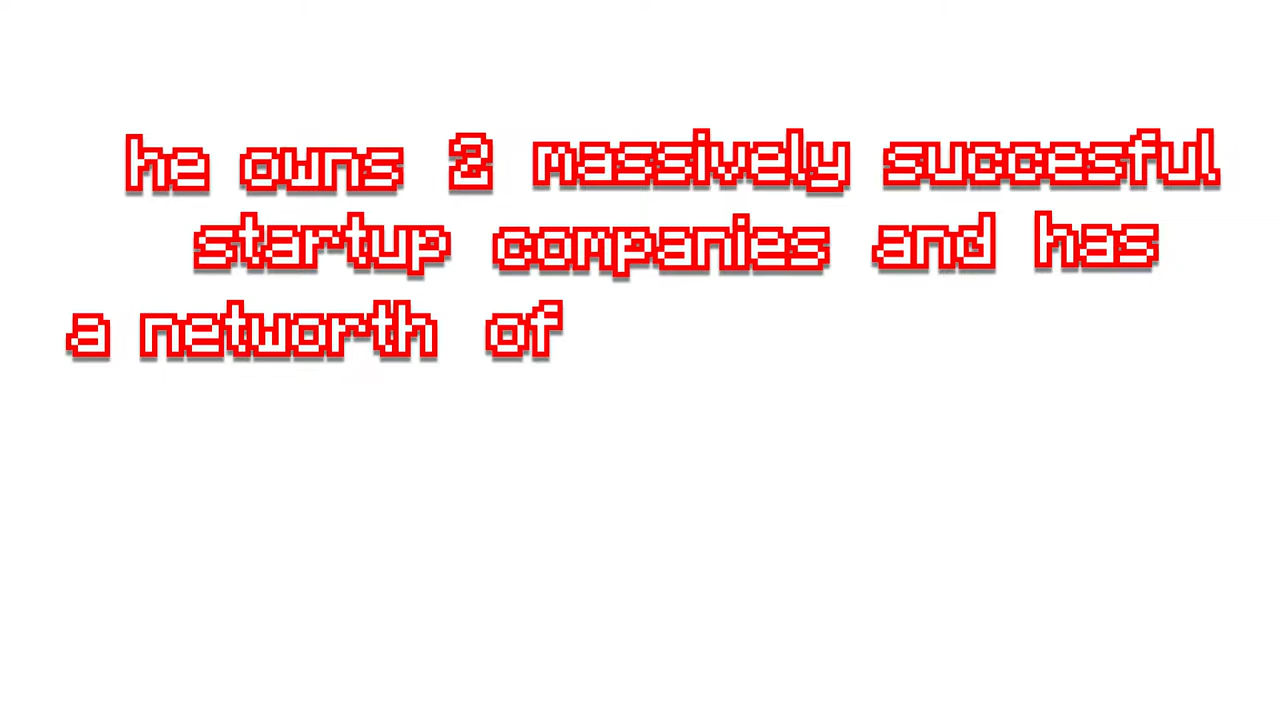 he owns 2 massively succesful
startup companies and has
a networth of